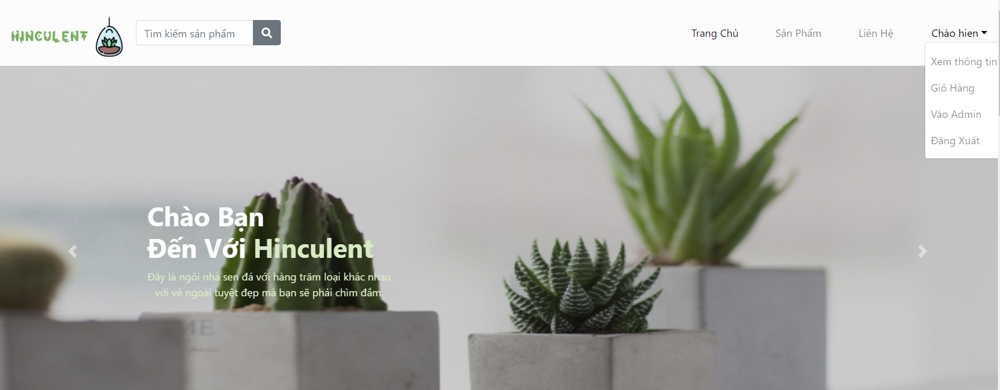 HINCULENT
Tìm kiếm sản phẩm
Trang Chủ
Sản Phẩm
Liên Hệ
Chào hien
Xem thông tin
Giỏ Hàng
Vào Admin
Đăng Xuất
Chào Bạn
Đến Với Hinculent
Đây là ngôi nhà sen đá với hàng trăm loại khác nhau
với vẻ ngoài tuyệt đẹp mà bạn sẽ phải chìm đắm.